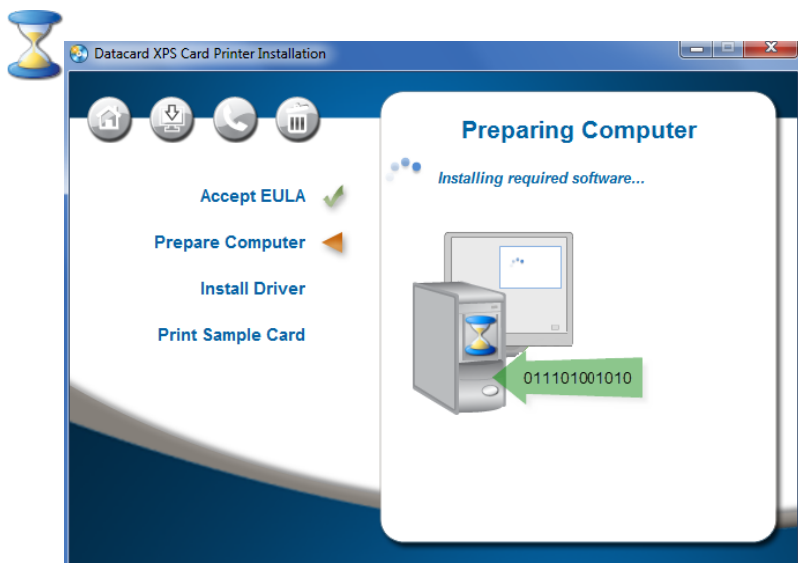 Datacard XPS Card Printer Installation
Preparing Computer
Installing required software...
Accept EULA
Prepare Computer
Install Driver
Print Sample Card
011101001010